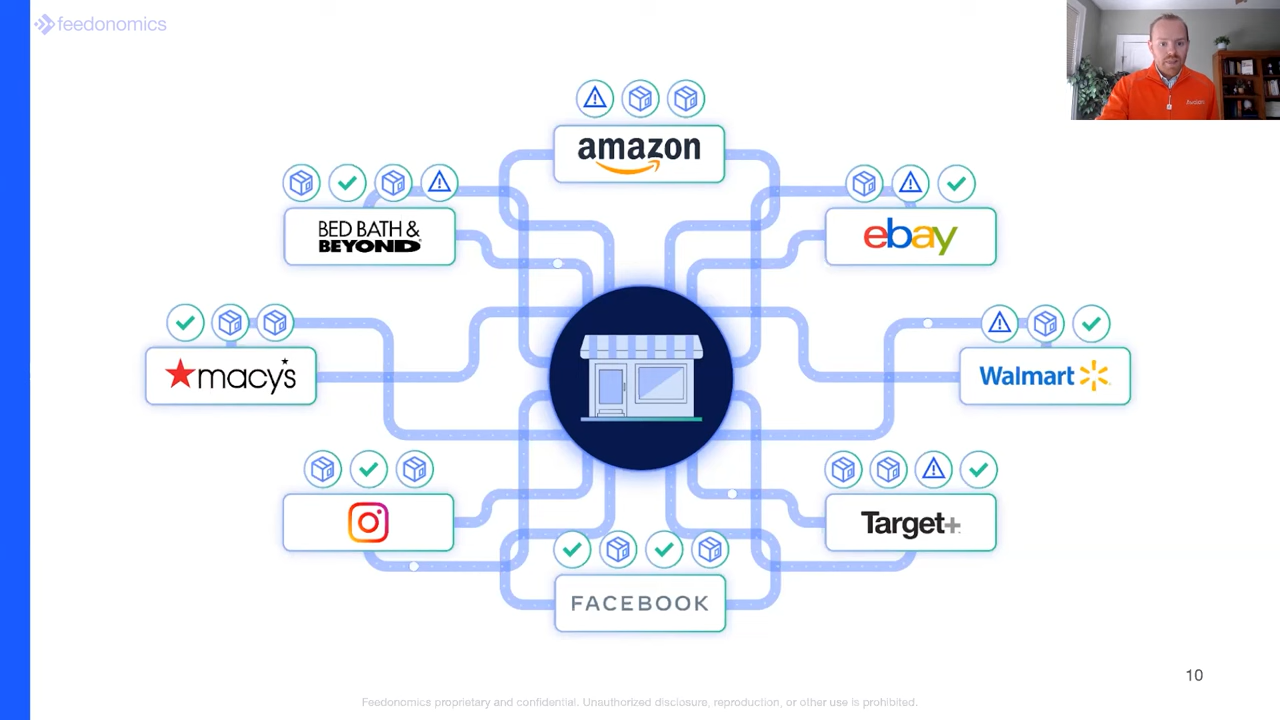 feedonomics
amazon
BED BATH &
BEYOND
ebay
macy's
Walmart
Target+
FACEBOOK
10
Feedonomics proprietary and confidential. Unauthorized disclosure, reproduction, or other use is prohibited.